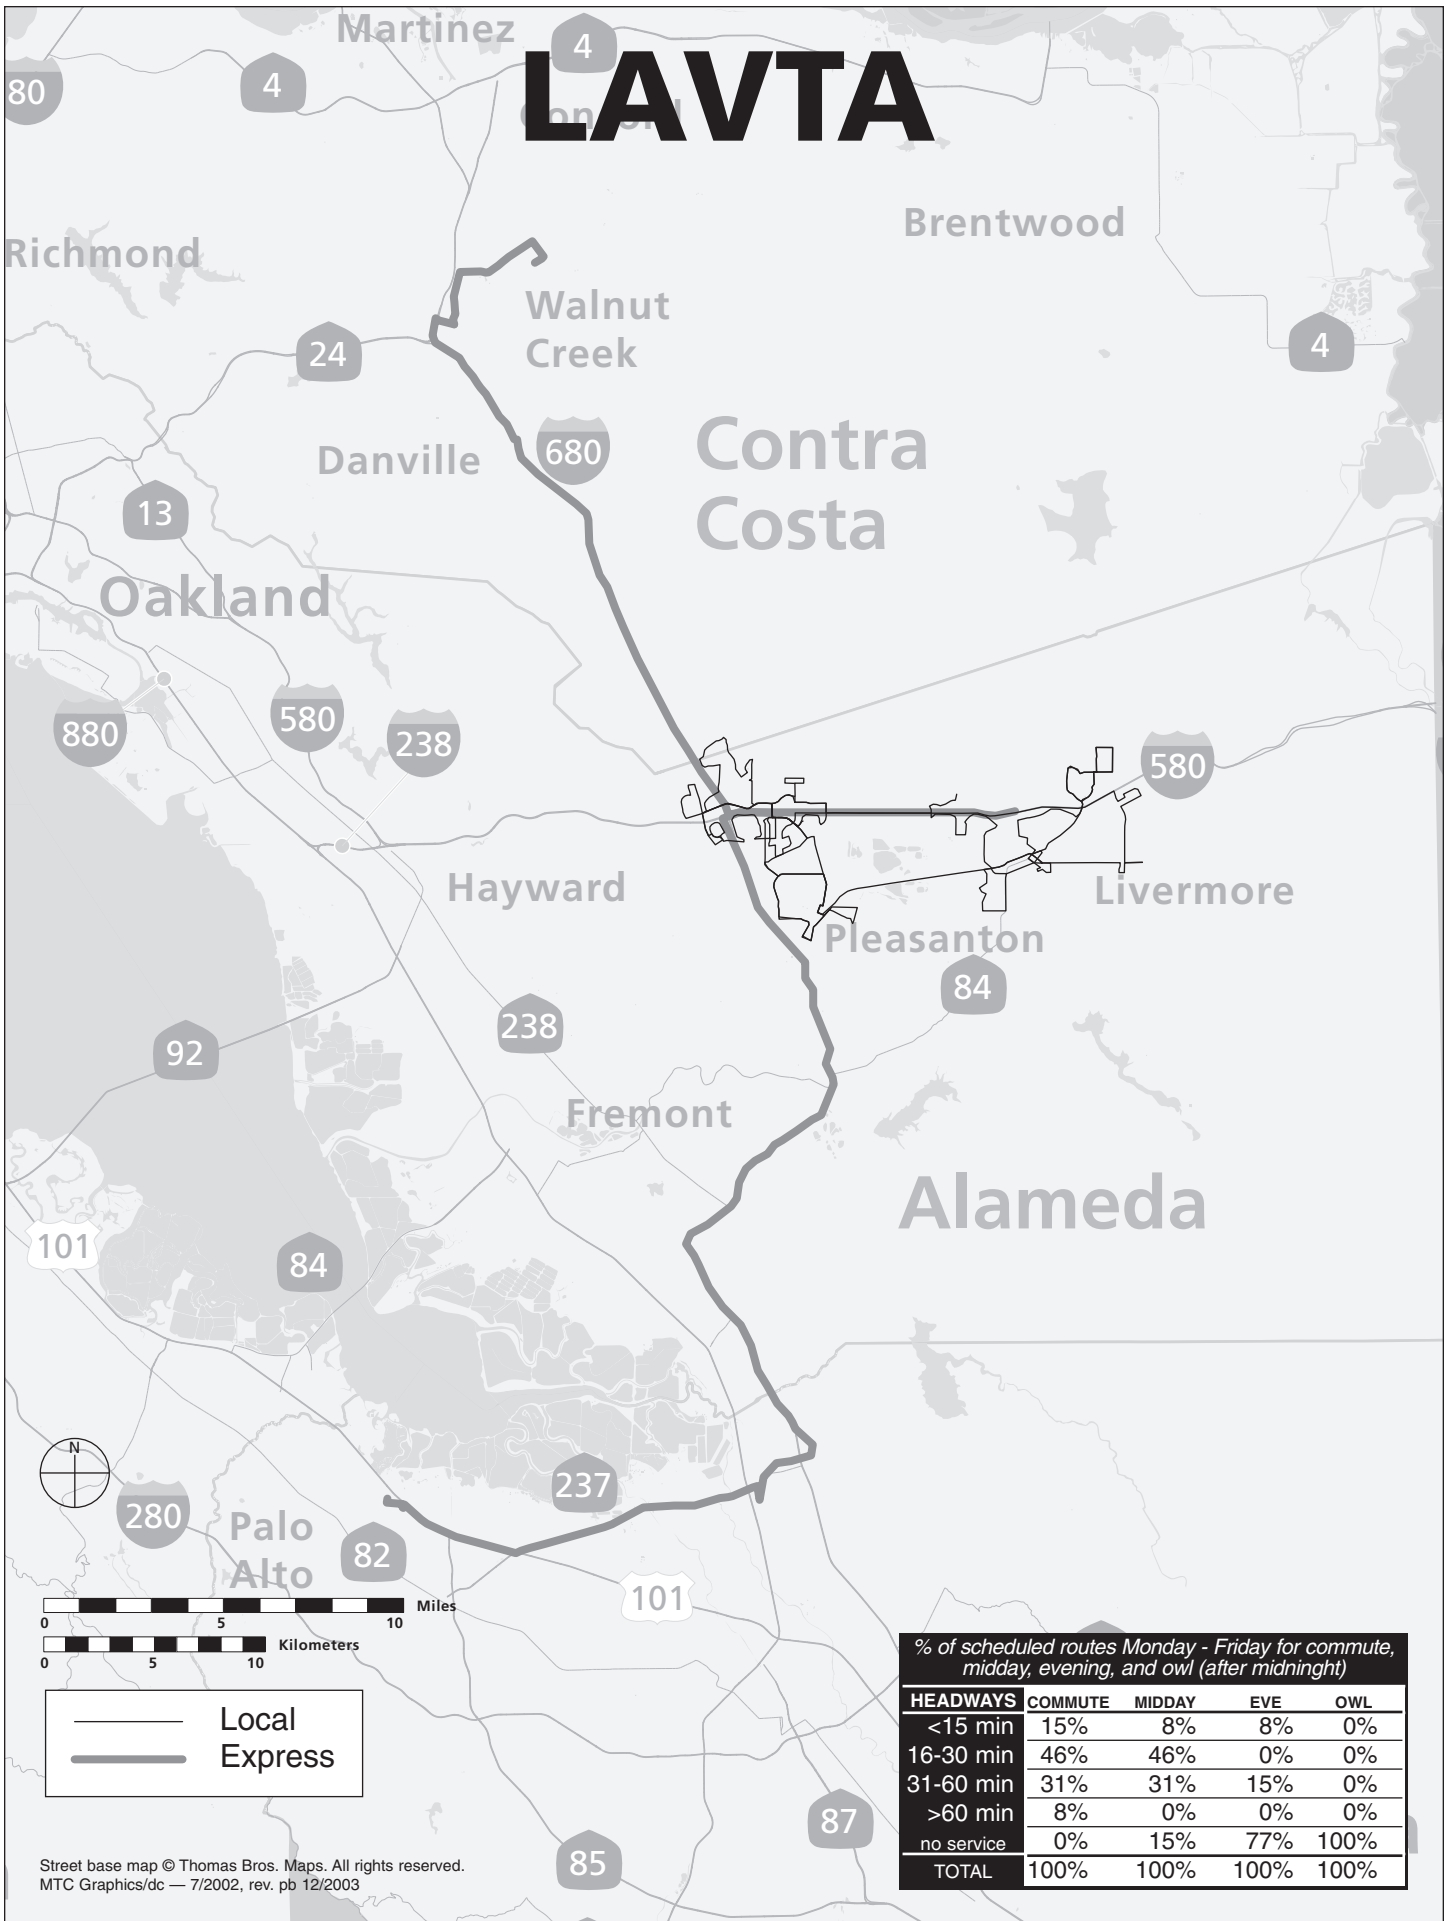 Martinez
4
LAVTA
80
4
Brentwood
Richmond
Walnut
Creek
24
4
Contra
Costa
Danville
680
13
Oakland
880
580
238
580
Hayward
Livermore
Pleasanton
84
238
92
Fremont
Alameda
101
84
N
237
280
Palo
Alto
82
101
Miles
0 5 10
Kilometers
0 5 10
Local
Express
% of scheduled routes Monday - Friday for commute,
midday, evening, and owl (after midninght)
HEADWAYS COMMUTE MIDDAY EVE OWL
<15 min 15% 8% 8% 0%
16-30 min 46% 46% 0% 0%
31-60 min 31% 31% 15% 0%
>60 min 8% 0% 0% 0%
no service 0% 15% 77% 100%
TOTAL 100% 100% 100% 100%
87
85
Street base map © Thomas Bros. Maps. All rights reserved.
MTC Graphics/dc — 7/2002, rev. pb 12/2003